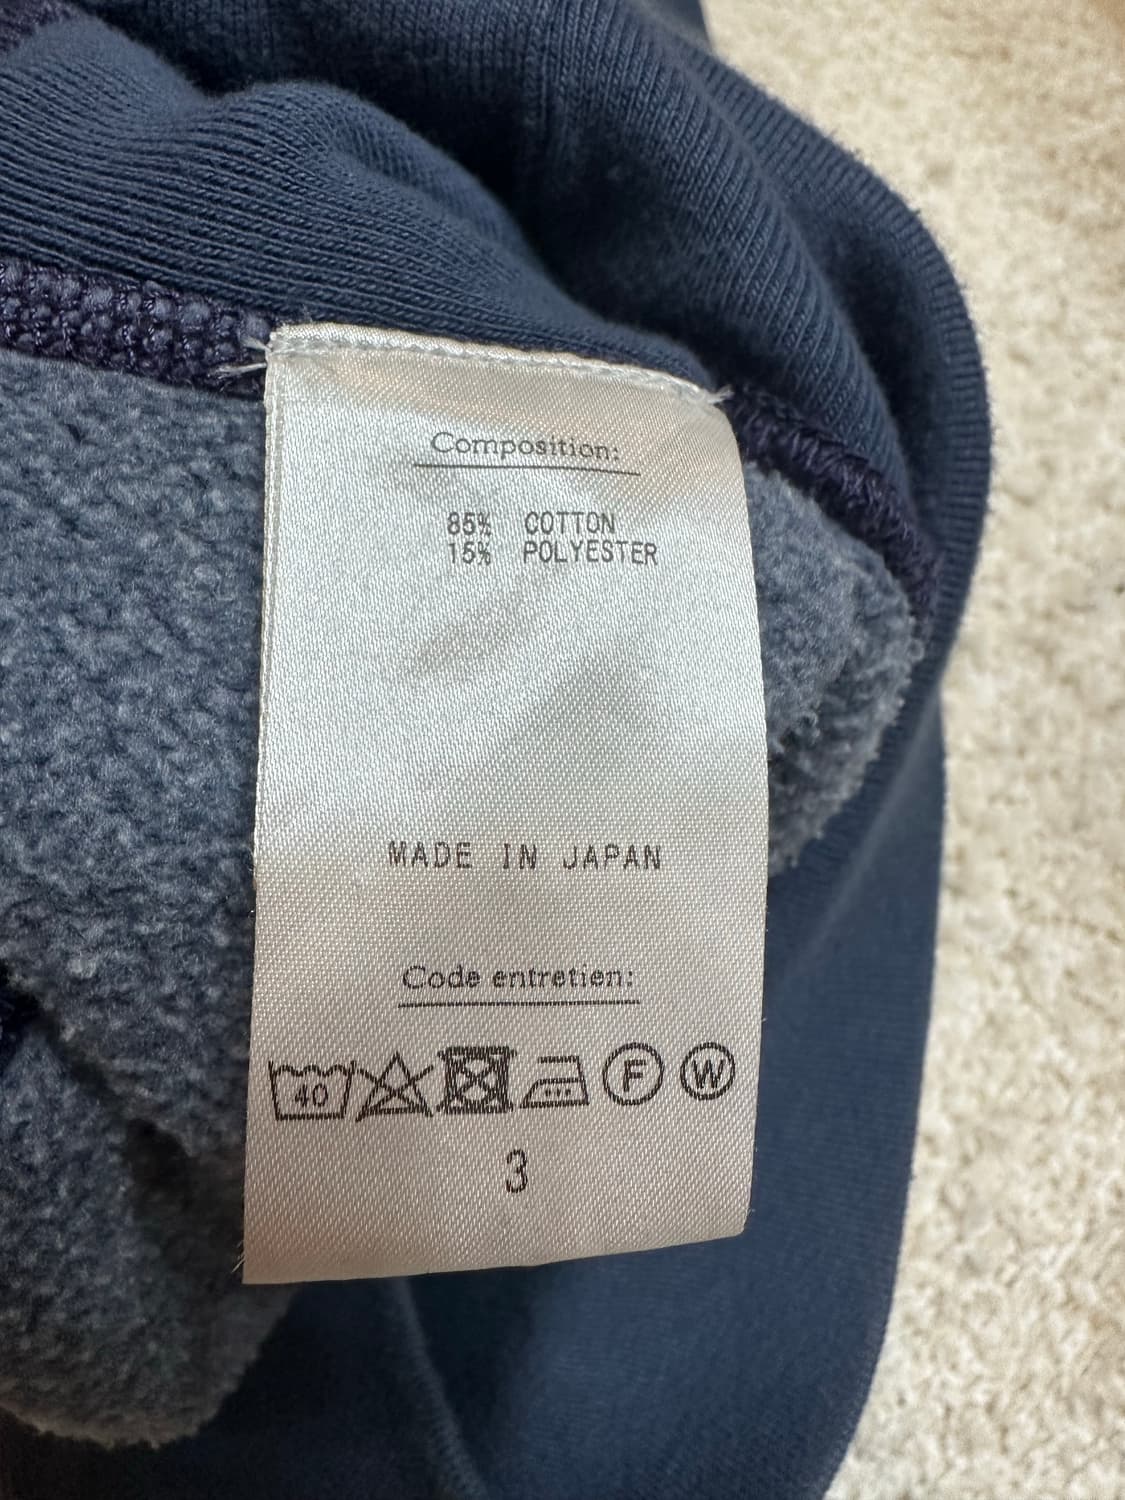 Composition:
85% COTTON
15% POLYESTER
MADE IN JAPAN
Code entretien:
40 F W
3